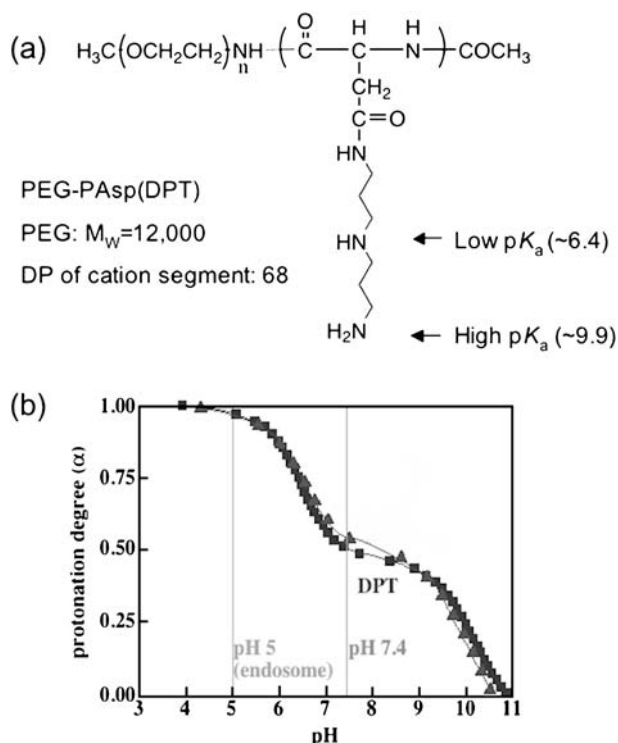 (a)
O
H H
H₃C(OCH₂CH₂)NH ( C C N ) COCH₃
n
CH₂
C=O
HN
PEG-PAsp(DPT)
PEG: M_W=12,000
HN ← Low pKₐ (~6.4)
DP of cation segment: 68
H₂N ← High pKₐ (~9.9)
(b)
protonation degree (α)
1.00
0.75
0.50
DPT
0.25
pH 5 pH 7.4
(endosome)
0.00
3 4 5 6 7 8 9 10 11
pH